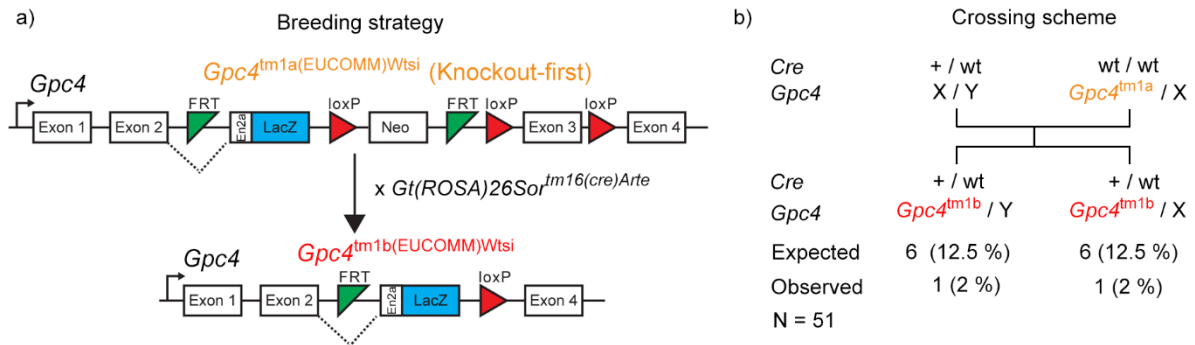 a) Breeding strategy
Gpc4tm1a(EUCOMM)Wtsi (Knockout-first)
Gpc4
FRT loxP FRT loxP loxP
Exon 1 Exon 2 En2a LacZ Neo Exon 3 Exon 4
x Gt(ROSA)26Sortm16(cre)Arte
Gpc4tm1b(EUCOMM)Wtsi
Gpc4
FRT loxP
Exon 1 Exon 2 En2a LacZ Exon 4
b) Crossing scheme
Cre + / wt wt / wt
Gpc4 X / Y Gpc4tm1a / X
Cre + / wt + / wt
Gpc4 Gpc4tm1b / Y Gpc4tm1b / X
Expected 6 (12.5 %) 6 (12.5 %)
Observed 1 (2 %) 1 (2 %)
N = 51